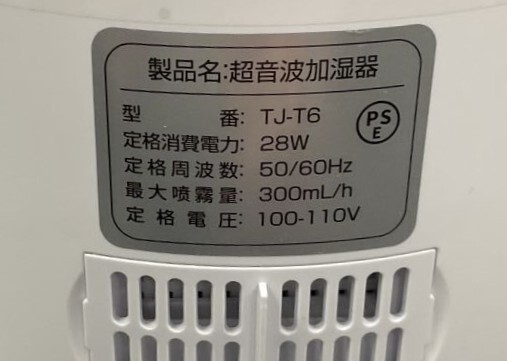 製品名:超音波加湿器
型 番: TJ-T6
定格消費電力: 28W
定格周波数: 50/60Hz
最大噴霧量: 300mL/h
定格電圧: 100-110V
PS
E